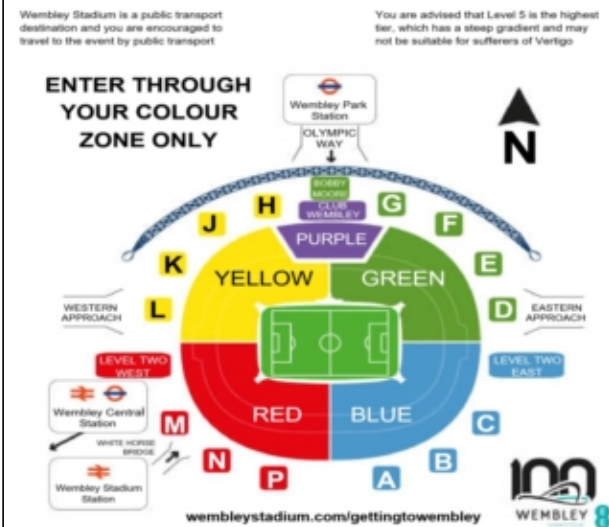 Wembley Stadium is a public transport
destination and you are encouraged to
travel to the event by public transport
You are advised that Level 5 is the highest
tier, which has a steep gradient and may
not be suitable for sufferers of Vertigo
ENTER THROUGH
YOUR COLOUR
ZONE ONLY
Wembley Park
Station
OLYMPIC
WAY
N
BOBBY
MOORE
CLUB
WEMBLEY
H
G
J
F
PURPLE
K
E
YELLOW
GREEN
WESTERN
APPROACH
L
D
EASTERN
APPROACH
LEVEL TWO
WEST
LEVEL TWO
EAST
Wembley Central
Station
RED
BLUE
M
C
WHITE HORSE
BRIDGE
N
B
P
A
Wembley Stadium
Station
100
WEMBLEY
wembleystadium.com/gettingtowembley